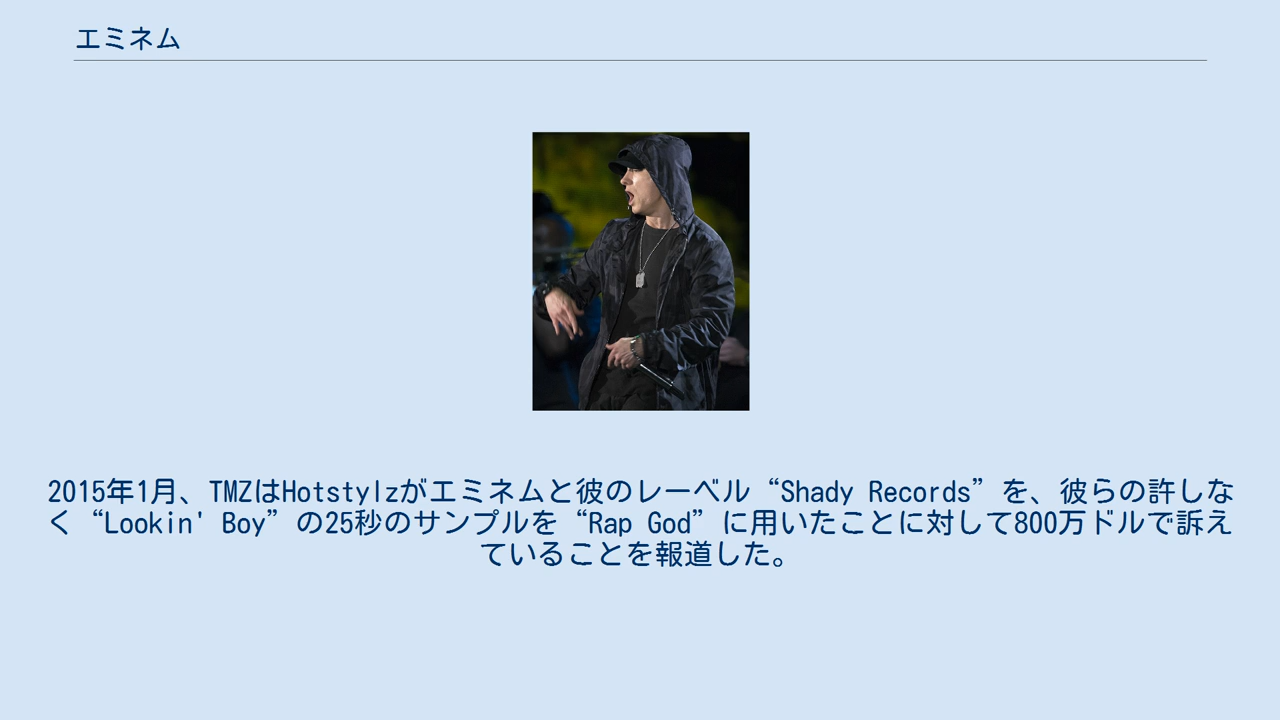 エミネム
2015年1月、TMZはHotstylzがエミネムと彼のレーベル“Shady Records”を、彼らの許しな
く“Lookin' Boy”の25秒のサンプルを“Rap God”に用いたことに対して800万ドルで訴え
ていることを報道した。